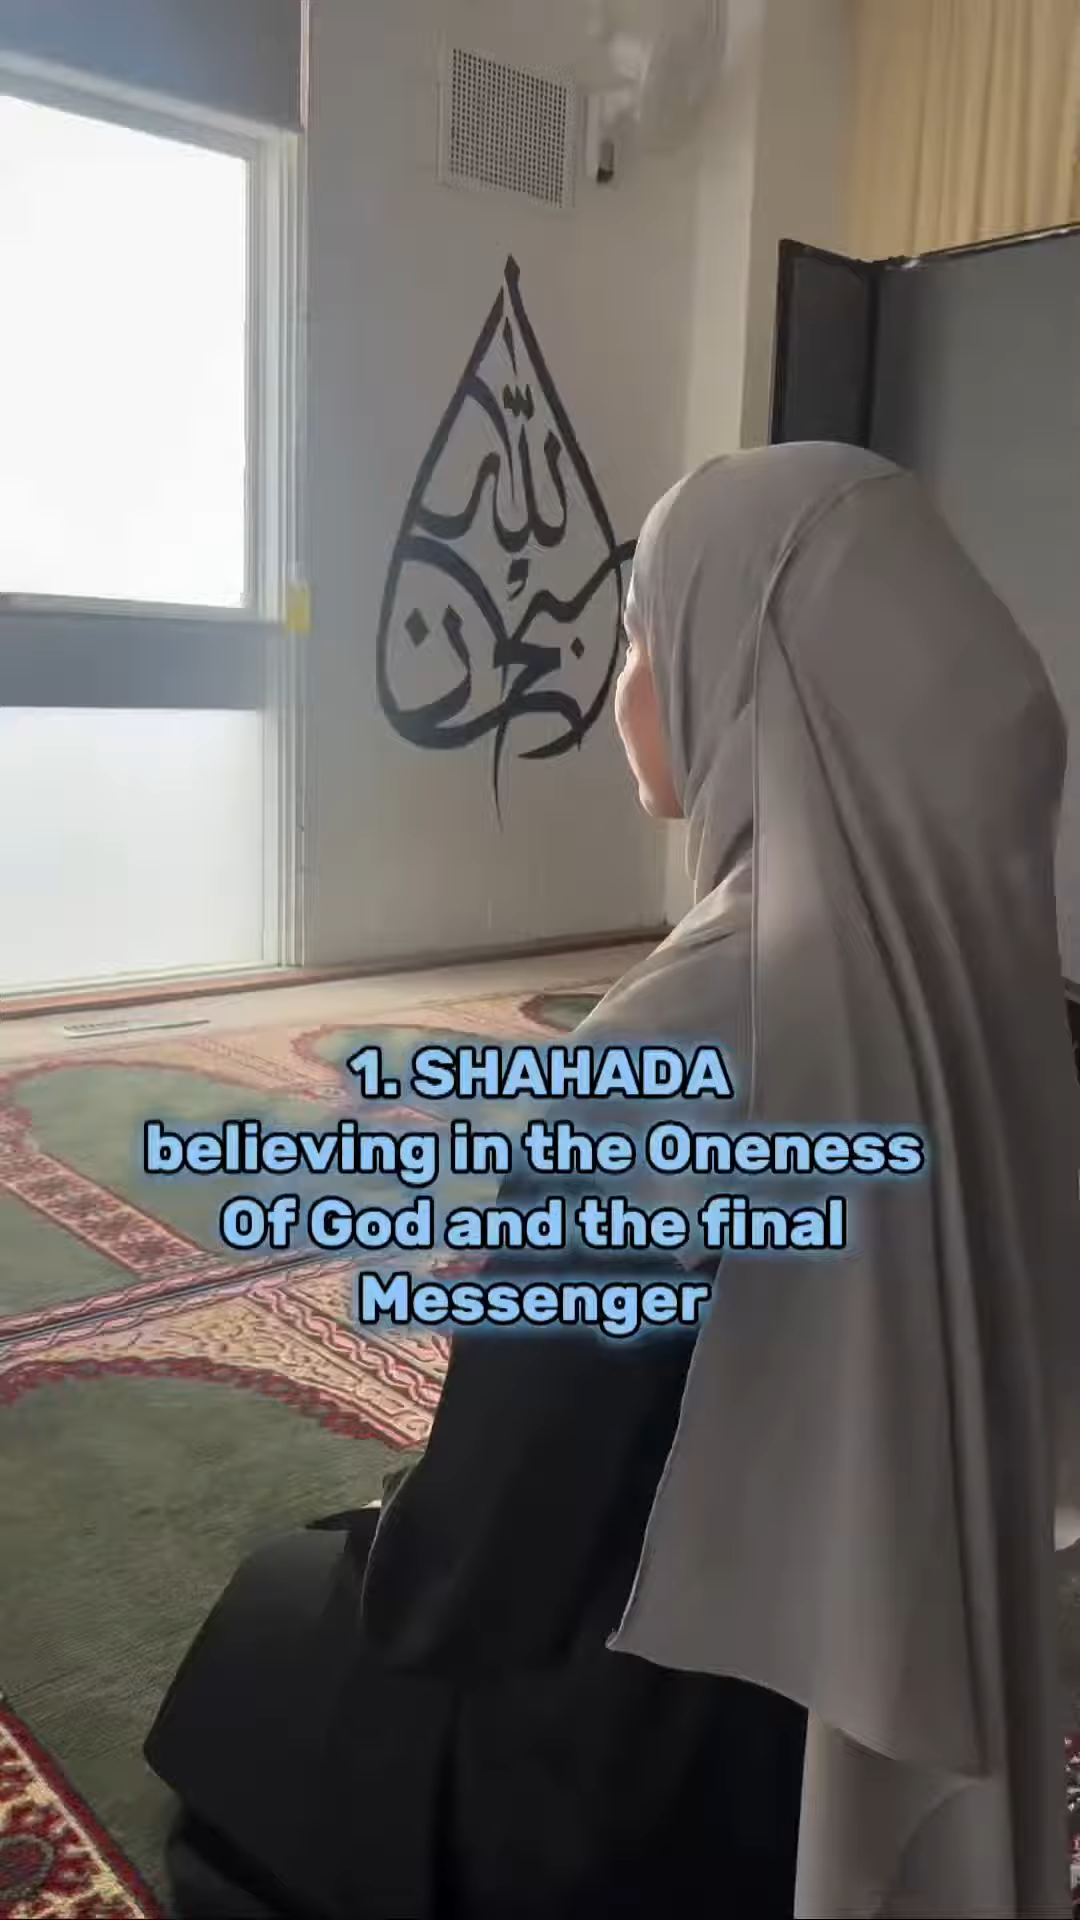 سبحان الله
1. SHAHADA
believing in the Oneness
Of God and the final
Messenger